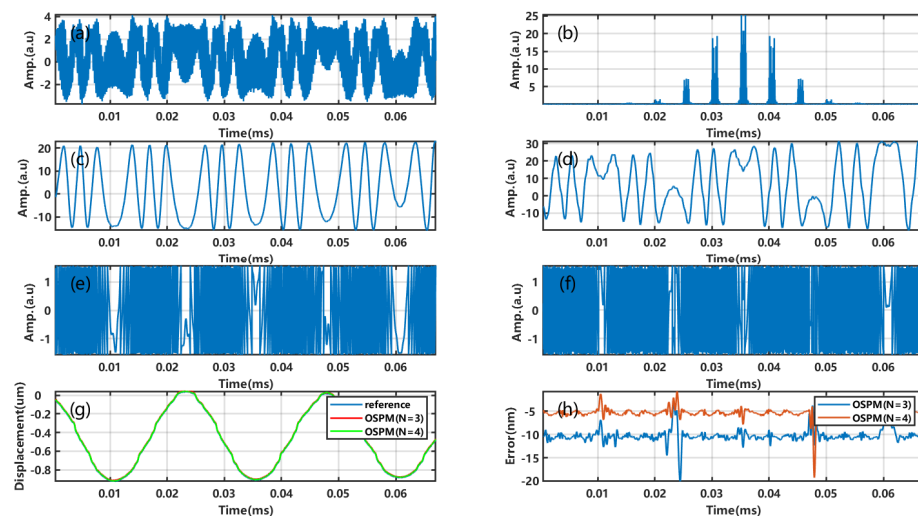 (a)
Amp.(a.u)
4
2
0
-2
0.01 0.02 0.03 0.04 0.05 0.06
Time(ms)
(b)
Amp.(a.u)
25
20
15
10
5
0.01 0.02 0.03 0.04 0.05 0.06
Time(ms)
(c)
Amp.(a.u)
20
10
0
-10
0.01 0.02 0.03 0.04 0.05 0.06
Time(ms)
(d)
Amp.(a.u)
30
20
10
0
-10
0.01 0.02 0.03 0.04 0.05 0.06
Time(ms)
(e)
Amp.(a.u)
1
0
-1
0.01 0.02 0.03 0.04 0.05 0.06
Time(ms)
(f)
Amp.(a.u)
1
0
-1
0.01 0.02 0.03 0.04 0.05 0.06
Time(ms)
(g)
Displacement(um)
0
-0.2
-0.4
-0.6
-0.8
reference
OSPM(N=3)
OSPM(N=4)
0.01 0.02 0.03 0.04 0.05 0.06
Time(ms)
(h)
Error(nm)
-5
-10
-15
-20
OSPM(N=3)
OSPM(N=4)
0.01 0.02 0.03 0.04 0.05 0.06
Time(ms)